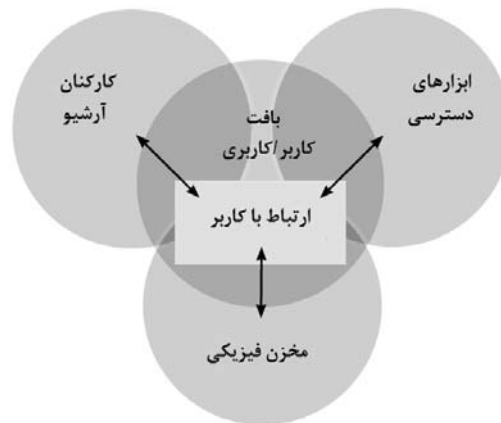 ابزارهای
دسترسی
کارکنان
آرشیو
بافت
کاربر/کاربری
ارتباط با کاربر
مخزن فیزیکی